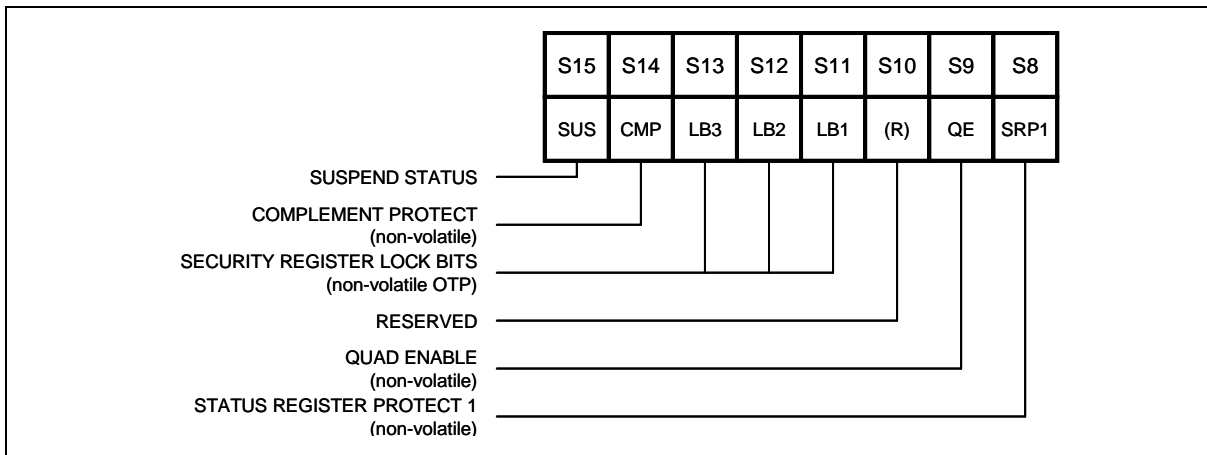 S15 S14 S13 S12 S11 S10 S9 S8
SUS CMP LB3 LB2 LB1 (R) QE SRP1
SUSPEND STATUS
COMPLEMENT PROTECT
(non-volatile)
SECURITY REGISTER LOCK BITS
(non-volatile OTP)
RESERVED
QUAD ENABLE
(non-volatile)
STATUS REGISTER PROTECT 1
(non-volatile)